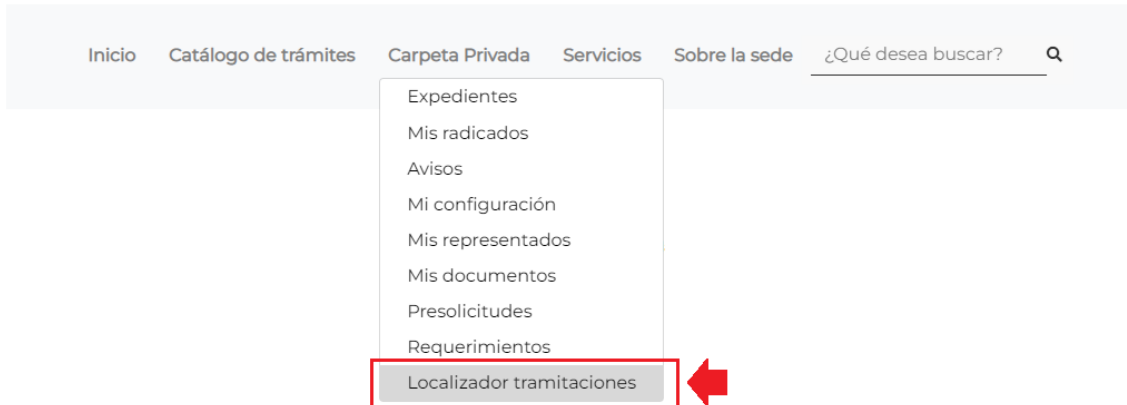 Inicio Catálogo de trámites Carpeta Privada Servicios Sobre la sede ¿Qué desea buscar?
Expedientes
Mis radicados
Avisos
Mi configuración
Mis representados
Mis documentos
Presolicitudes
Requerimientos
Localizador tramitaciones